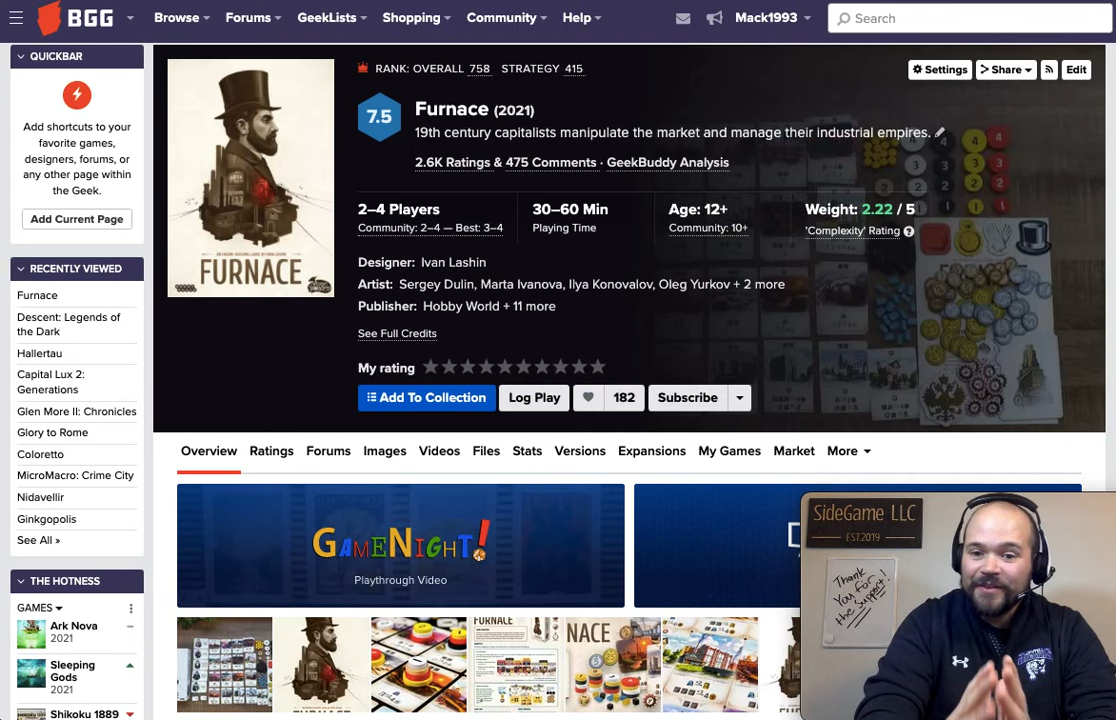 BGG
Browse
Forums
GeekLists
Shopping
Community
Help
Mack1993
Search
QUICKBAR
Add shortcuts to your
favorite games,
designers, forums, or
any other page within
the Geek.
Add Current Page
RECENTLY VIEWED
Furnace
Descent: Legends of
the Dark
Hallertau
Capital Lux 2:
Generations
Glen More II: Chronicles
Glory to Rome
Coloretto
MicroMacro: Crime City
Nidavellir
Ginkgopolis
See All »
THE HOTNESS
GAMES
Ark Nova
2021
Sleeping
Gods
2021
Shikoku 1889
FURNACE
RANK: OVERALL 758 STRATEGY 415
Settings
Share
Edit
7.5
Furnace (2021)
19th century capitalists manipulate the market and manage their industrial empires.
2.6K Ratings & 475 Comments · GeekBuddy Analysis
2–4 Players
Community: 2–4 — Best: 3–4
30–60 Min
Playing Time
Age: 12+
Community: 10+
Weight: 2.22 / 5
'Complexity' Rating
Designer: Ivan Lashin
Artist: Sergey Dulin, Marta Ivanova, Ilya Konovalov, Oleg Yurkov + 2 more
Publisher: Hobby World + 11 more
See Full Credits
My rating
Add To Collection
Log Play
182
Subscribe
Overview
Ratings
Forums
Images
Videos
Files
Stats
Versions
Expansions
My Games
Market
More
GAMENIGHT!
Playthrough Video
SideGame LLC
EST2019
Thank
You for
the Support!
FURNACE
FURNACE